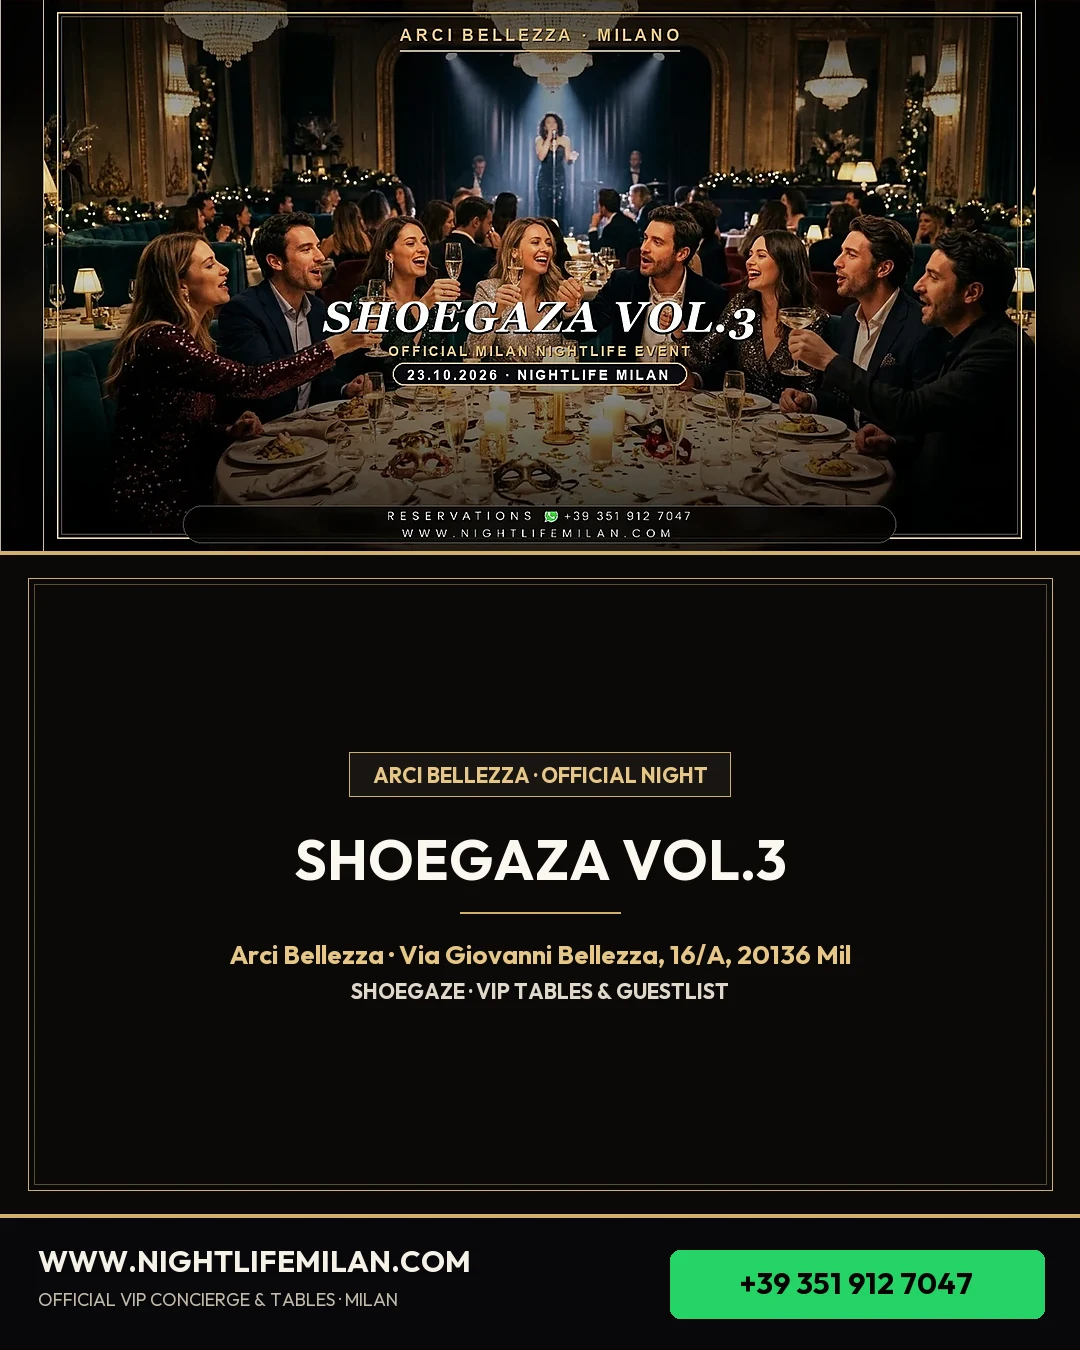 ARCI BELLEZZA · MILANO
SHOEGAZA VOL.3
OFFICIAL MILAN NIGHTLIFE EVENT
23.10.2026 · NIGHTLIFE MILAN
RESERVATIONS +39 351 912 7047
WWW.NIGHTLIFEMILAN.COM
ARCI BELLEZZA · OFFICIAL NIGHT
SHOEGAZA VOL.3
Arci Bellezza · Via Giovanni Bellezza, 16/A, 20136 Mil
SHOEGAZE · VIP TABLES & GUESTLIST
WWW.NIGHTLIFEMILAN.COM
OFFICIAL VIP CONCIERGE & TABLES · MILAN
+39 351 912 7047